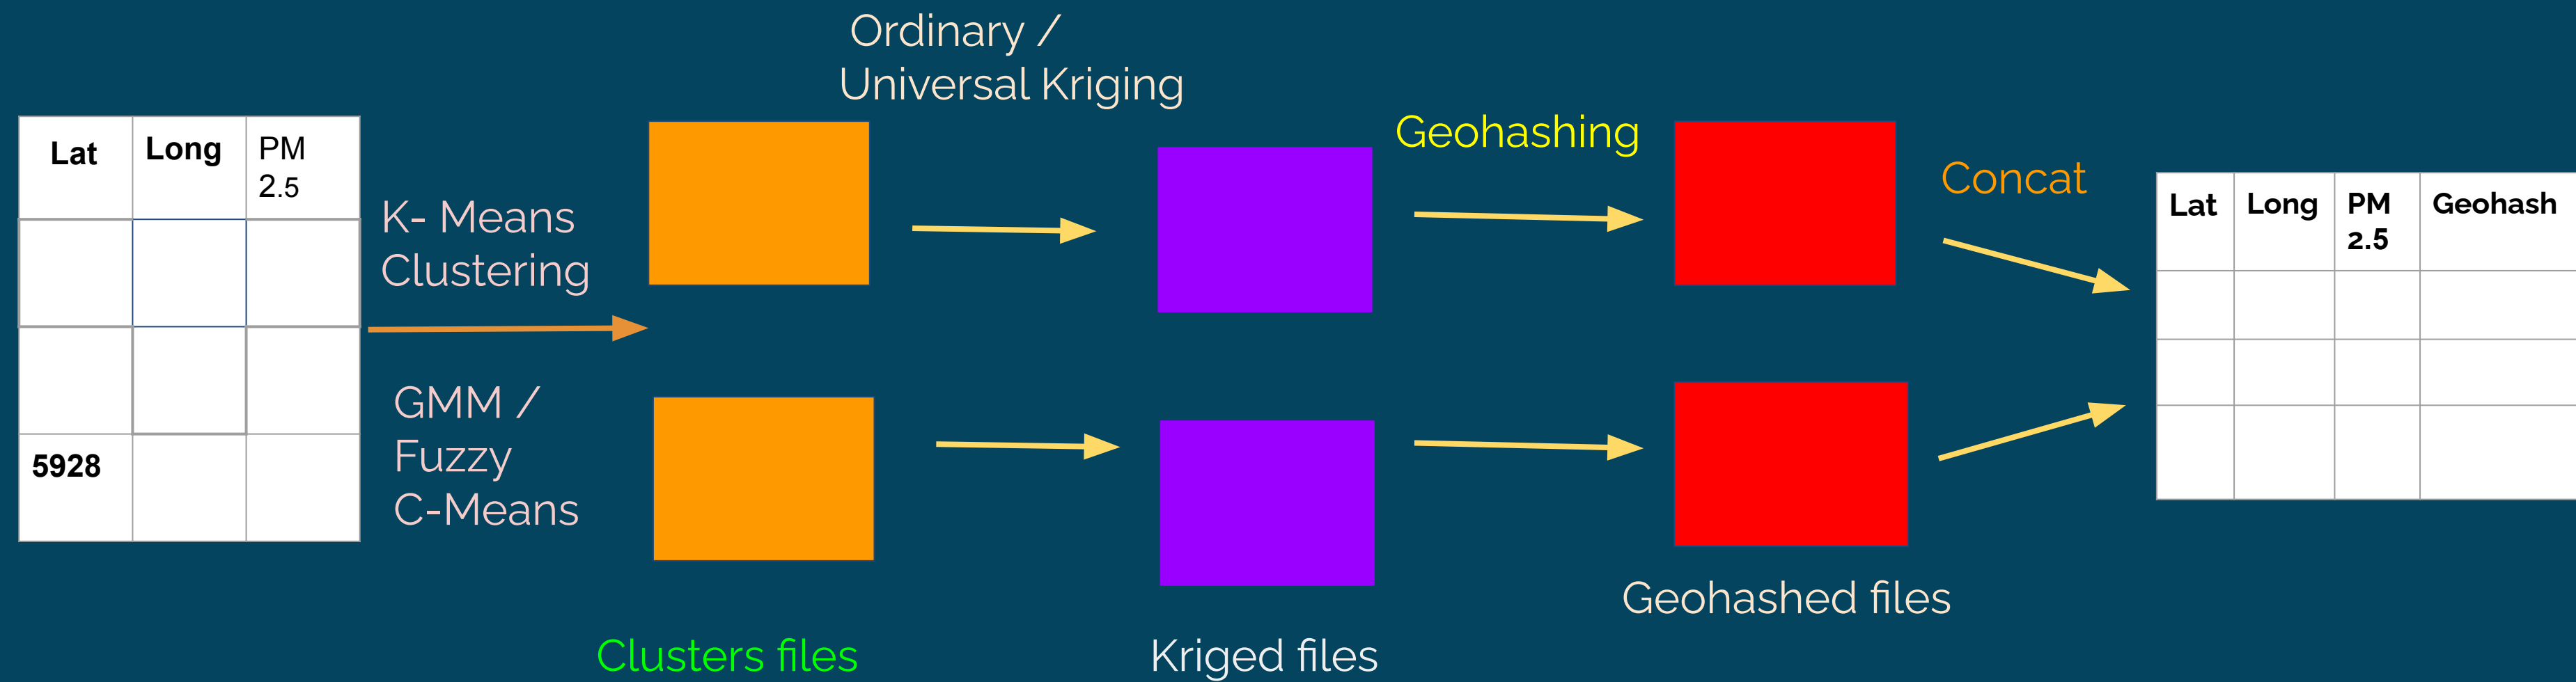 Ordinary /
Universal Kriging
Lat
Long
PM
2.5
5928
K- Means
Clustering
GMM /
Fuzzy
C-Means
Clusters files
Kriged files
Geohashing
Geohashed files
Concat
Lat
Long
PM
2.5
Geohash